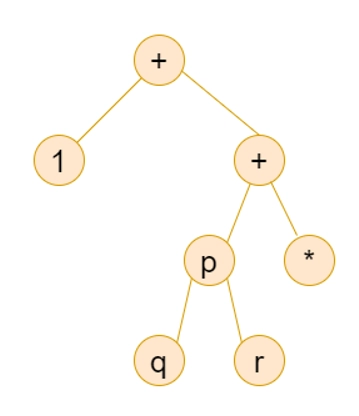 +
1 +
p *
q r